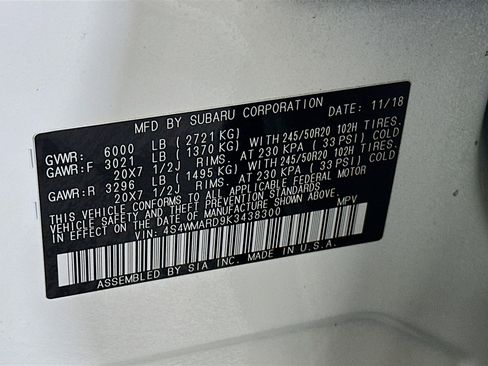 MFD BY SUBARU CORPORATION DATE: 11/18
GVWR: 6000 LB ( 2721 KG)
GAWR:F 3021 LB ( 1370 KG) WITH 245/50R20 102H TIRES.
20X7 1/2J RIMS. AT 230 KPA ( 33 PSI) COLD
GAWR:R 3296 LB ( 1495 KG) WITH 245/50R20 102H TIRES.
20X7 1/2J RIMS. AT 230 KPA ( 33 PSI) COLD
THIS VEHICLE CONFORMS TO ALL APPLICABLE FEDERAL MOTOR
VEHICLE SAFETY AND THEFT PREVENTION STANDARDS
IN EFFECT ON THE DATE OF MANUFACTURE SHOWN ABOVE.
VIN: 4S4WMARD9K3438300 MPV
ASSEMBLED BY SIA INC. MADE IN U.S.A.